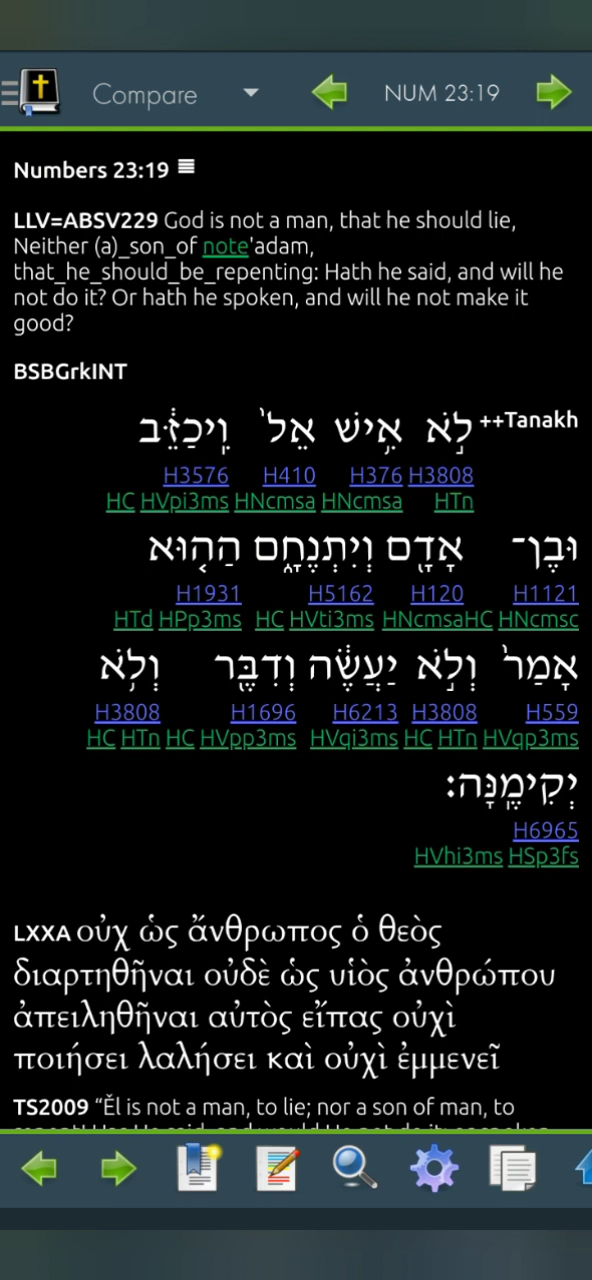 Compare NUM 23:19
Numbers 23:19
LLV=ABSV229 God is not a man, that he should lie,
Neither (a)_son_of note'adam,
that_he_should_be_repenting: Hath he said, and will he
not do it? Or hath he spoken, and will he not make it
good?
BSBGrkINT
++Tanakh לֹ֣א אִ֥ישׁ אֵל֙ וִֽיכַזֵּ֔ב
H3576 H410 H376 H3808
HC HVpi3ms HNcmsa HNcmsa HTn
וּבֶן־ אָדָ֖ם וְיִתְנֶחָ֑ם הַה֤וּא
H1931 H5162 H120 H1121
HTd HPp3ms HC HVti3ms HNcmsaHC HNcmsc
אָמַר֙ וְלֹ֣א יַעֲשֶׂ֔ה וְדִבֶּ֖ר וְלֹ֥א
H3808 H1696 H6213 H3808 H559
HC HTn HC HVpp3ms HVqi3ms HC HTn HVqp3ms
יְקִימֶֽנָּה׃
H6965
HVhi3ms HSp3fs
LXXA οὐχ ὡς ἄνθρωπος ὁ θεὸς
διαρτηθῆναι οὐδὲ ὡς υἱὸς ἀνθρώπου
ἀπειληθῆναι αὐτὸς εἴπας οὐχὶ
ποιήσει λαλήσει καὶ οὐχὶ ἐμμενεῖ
TS2009 “Ěl is not a man, to lie; nor a son of man, to